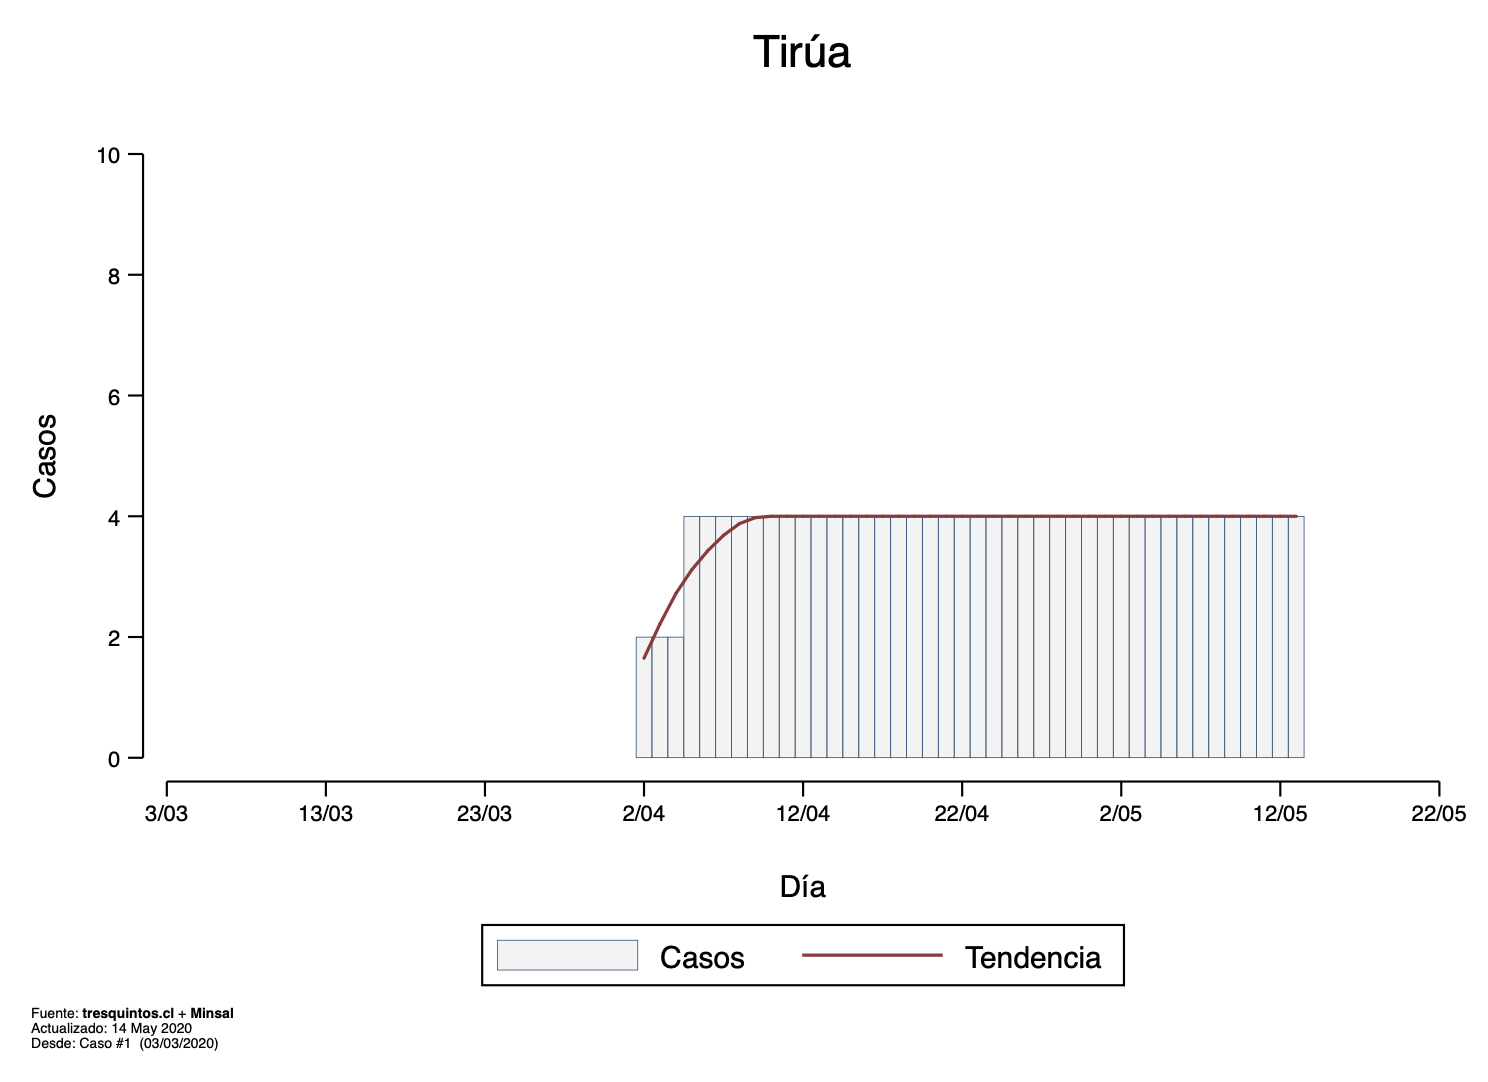 Tirúa
10
8
6
4
2
0
Casos
3/03 13/03 23/03 2/04 12/04 22/04 2/05 12/05 22/05
Día
Casos Tendencia
Fuente: tresquintos.cl + Minsal
Actualizado: 14 May 2020
Desde: Caso #1 (03/03/2020)